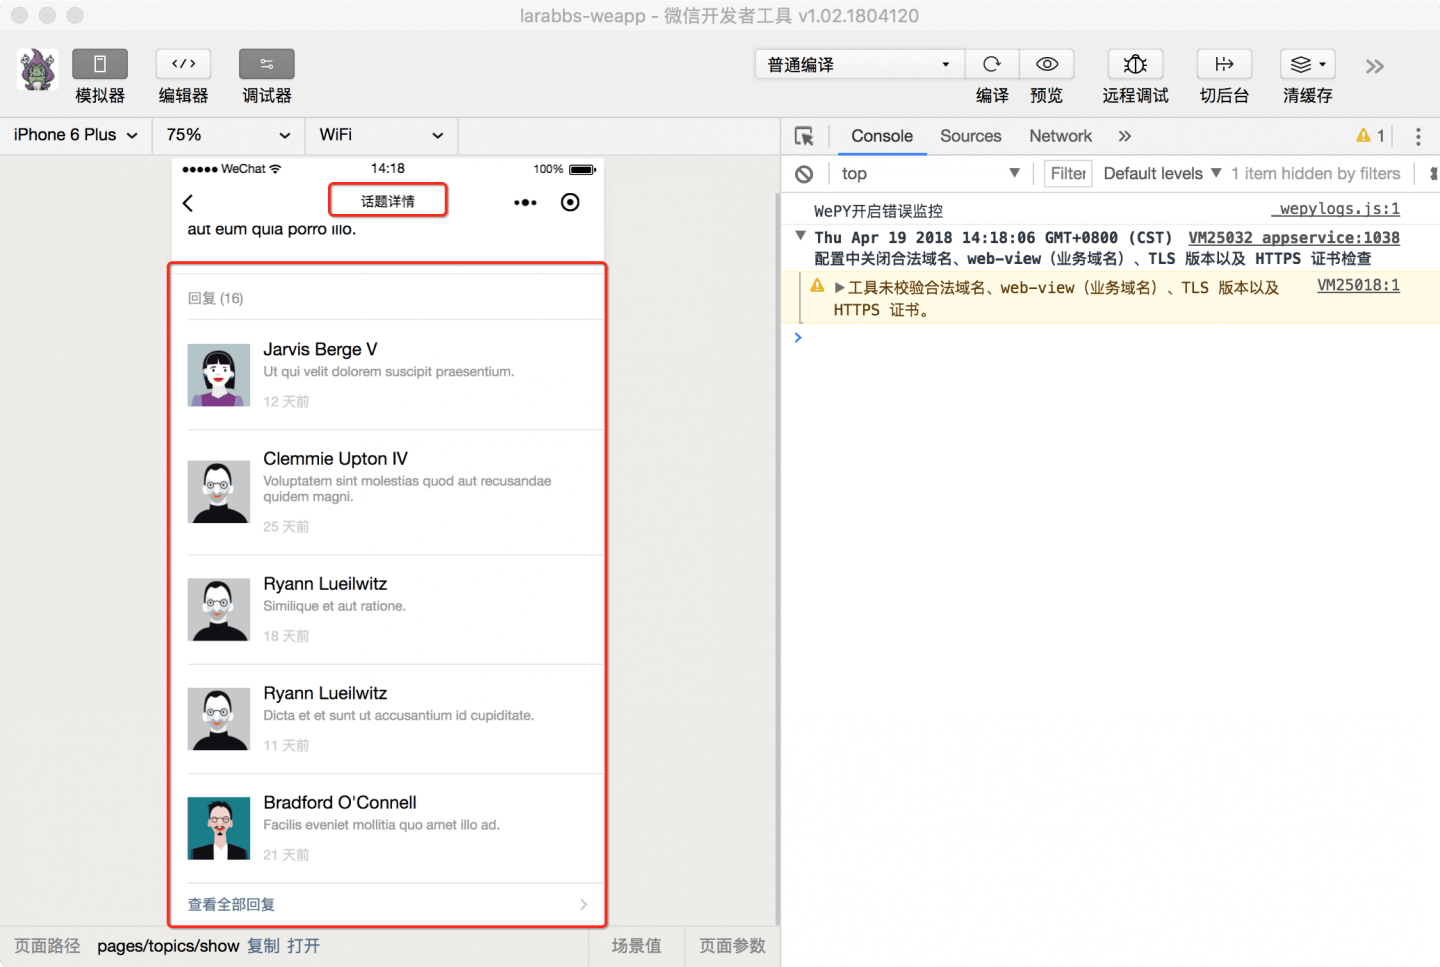 larabbs-weapp - 微信开发者工具 v1.02.1804120
模拟器 编辑器 调试器 普通编译 编译 预览 远程调试 切后台 清缓存
iPhone 6 Plus 75% WiFi
WeChat 14:18 100%
话题详情
aut eum quia porro illo.
回复 (16)
Jarvis Berge V
Ut qui velit dolorem suscipit praesentium.
12 天前
Clemmie Upton IV
Voluptatem sint molestias quod aut recusandae
quidem magni.
25 天前
Ryann Lueilwitz
Similique et aut ratione.
18 天前
Ryann Lueilwitz
Dicta et et sunt ut accusantium id cupiditate.
11 天前
Bradford O'Connell
Facilis eveniet mollitia quo amet illo ad.
21 天前
查看全部回复
页面路径 pages/topics/show 复制 打开 场景值 页面参数
Console Sources Network » 1
top Filter Default levels 1 item hidden by filters
WePY开启错误监控 _wepylogs.js:1
Thu Apr 19 2018 14:18:06 GMT+0800 (CST) VM25032 appservice:1038
配置中关闭合法域名、web-view（业务域名）、TLS 版本以及 HTTPS 证书检查
工具未校验合法域名、web-view（业务域名）、TLS 版本以及 VM25018:1
HTTPS 证书。